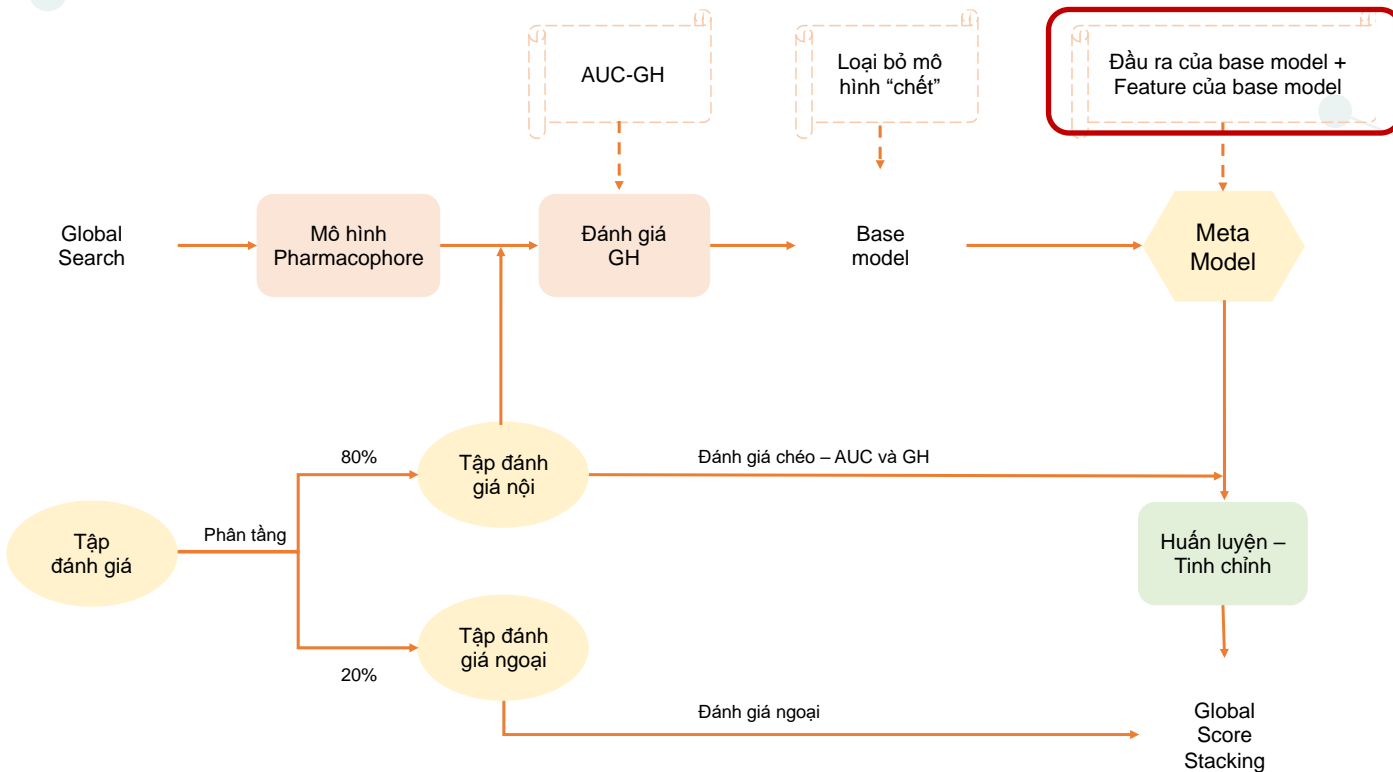 AUC-GH
Loại bỏ mô
hình “chết”
Đầu ra của base model +
Feature của base model
Global
Search
Mô hình
Pharmacophore
Đánh giá
GH
Base
model
Meta
Model
80%
Tập đánh
giá nội
Đánh giá chéo – AUC và GH
Tập
đánh giá
Phân tầng
Huấn luyện –
Tinh chỉnh
20%
Tập đánh
giá ngoại
Đánh giá ngoại
Global
Score
Stacking